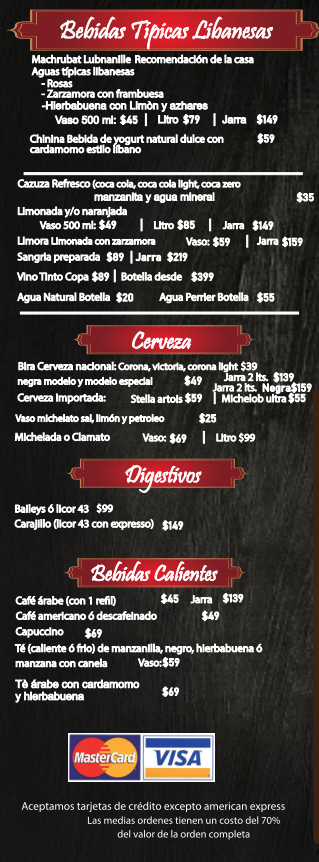 Bebidas Típicas Libanesas
Machrubat Lubnanille Recomendación de la casa
Aguas típicas libanesas
- Rosas
- Zarzamora con frambuesa
-Hierbabuena con Limòn y azhares
Vaso 500 ml: $45 | Litro $79 | Jarra $149
Chinina Bebida de yogurt natural dulce con $59
cardamomo estilo líbano
Cazuza Refresco (coca cola, coca cola light, coca zero
manzanita y agua mineral $35
Limonada y/o naranjada
Vaso 500 ml: $49 | Litro $85 | Jarra $149
Limora Limonada con zarzamora Vaso: $59 | Jarra $159
Sangria preparada $89 | Jarra $219
Vino Tinto Copa $89 | Botella desde $399
Agua Natural Botella $20 Agua Perrier Botella $55
Cerveza
Bira Cerveza nacional: Corona, victoria, corona light $39
negra modelo y modelo especial $49 Jarra 2 lts. $139
Jarra 2 lts. Negra$159
Cerveza Importada: Stella artois $59 | Michelob ultra $55
Vaso michelato sal, limón y petroleo $25
Michelada o Clamato Vaso: $69 | Litro $99
Digestivos
Baileys ó licor 43 $99
Carajillo (licor 43 con expresso) $149
Bebidas Calientes
Café árabe (con 1 refil) $45 Jarra $139
Café americano ó descafeinado $49
Capuccino $69
Té (caliente ó frio) de manzanilla, negro, hierbabuena ó
manzana con canela Vaso:$59
Tè árabe con cardamomo
y hierbabuena $69
MasterCard VISA
Aceptamos tarjetas de crédito excepto american express
Las medias ordenes tienen un costo del 70%
del valor de la orden completa